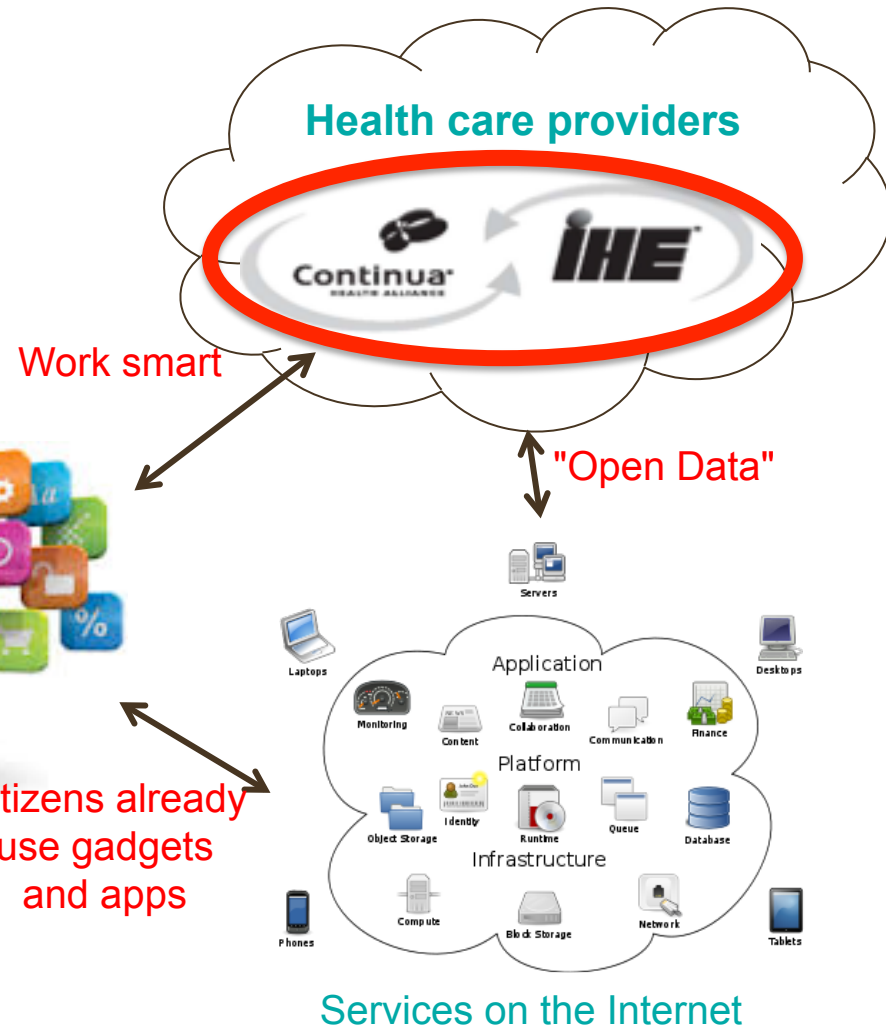 Health care providers
Continua
HEALTH ALLIANCE
IHE
Work smart
"Open Data"
Servers
Laptops
Desktops
Application
Monitoring
Content
Collaboration
Communication
Finance
Platform
Object Storage
Identity
Runtime
Queue
Database
Infrastructure
Compute
Block Storage
Network
Phones
Tablets
%
tizens already
use gadgets
and apps
Services on the Internet